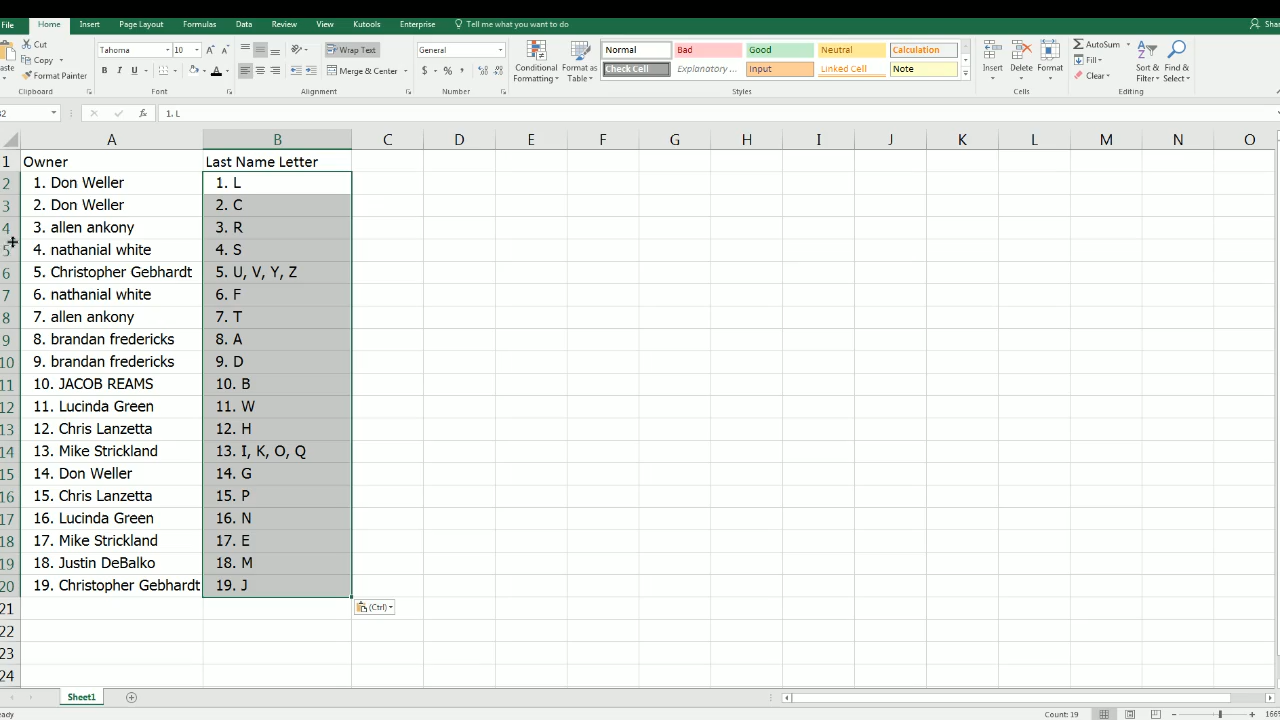 File Home Insert Page Layout Formulas Data Review View Kutools Enterprise Tell me what you want to do
Cut
Copy
Format Painter
Clipboard
Tahoma 10
B I U
Font
Wrap Text
Merge & Center
Alignment
General
$ % ,
Number
Conditional Formatting
Format as Table
Normal Bad Good Neutral Calculation
Check Cell Explanatory ... Input Linked Cell Note
Styles
Insert Delete Format
Cells
AutoSum
Fill
Clear
Sort & Filter
Find & Select
Editing
fx 1. L
A B C D E F G H I J K L M N O
1 Owner Last Name Letter
2 1. Don Weller 1. L
3 2. Don Weller 2. C
4 3. allen ankony 3. R
5 4. nathanial white 4. S
6 5. Christopher Gebhardt 5. U, V, Y, Z
7 6. nathanial white 6. F
8 7. allen ankony 7. T
9 8. brandan fredericks 8. A
10 9. brandan fredericks 9. D
11 10. JACOB REAMS 10. B
12 11. Lucinda Green 11. W
13 12. Chris Lanzetta 12. H
14 13. Mike Strickland 13. I, K, O, Q
15 14. Don Weller 14. G
16 15. Chris Lanzetta 15. P
17 16. Lucinda Green 16. N
18 17. Mike Strickland 17. E
19 18. Justin DeBalko 18. M
20 19. Christopher Gebhardt 19. J
21 (Ctrl)
22
23
24
Sheet1
Count: 19